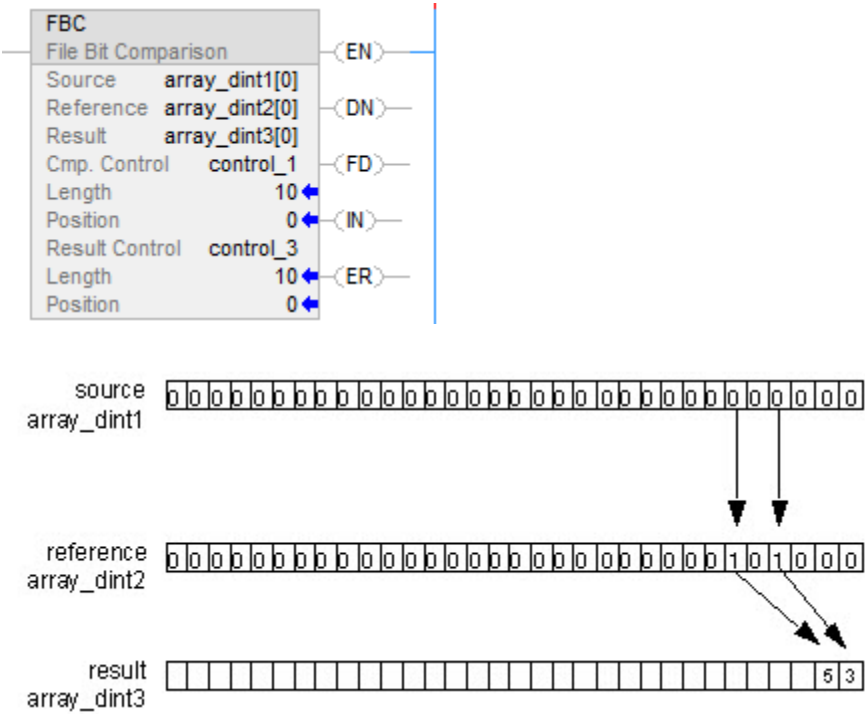 FBC
File Bit Comparison
EN
Source array_dint1[0]
Reference array_dint2[0]
DN
Result array_dint3[0]
Cmp. Control control_1
FD
Length 10
Position 0
IN
Result Control control_3
Length 10
ER
Position 0
source
array_dint1
0 0 0 0 0 0 0 0 0 0 0 0 0 0 0 0 0 0 0 0 0 0 0 0 0 0 0 0 0 0 0 0
reference
array_dint2
0 0 0 0 0 0 0 0 0 0 0 0 0 0 0 0 0 0 0 0 0 0 0 0 0 0 1 0 1 0 0 0
result
array_dint3
5 3